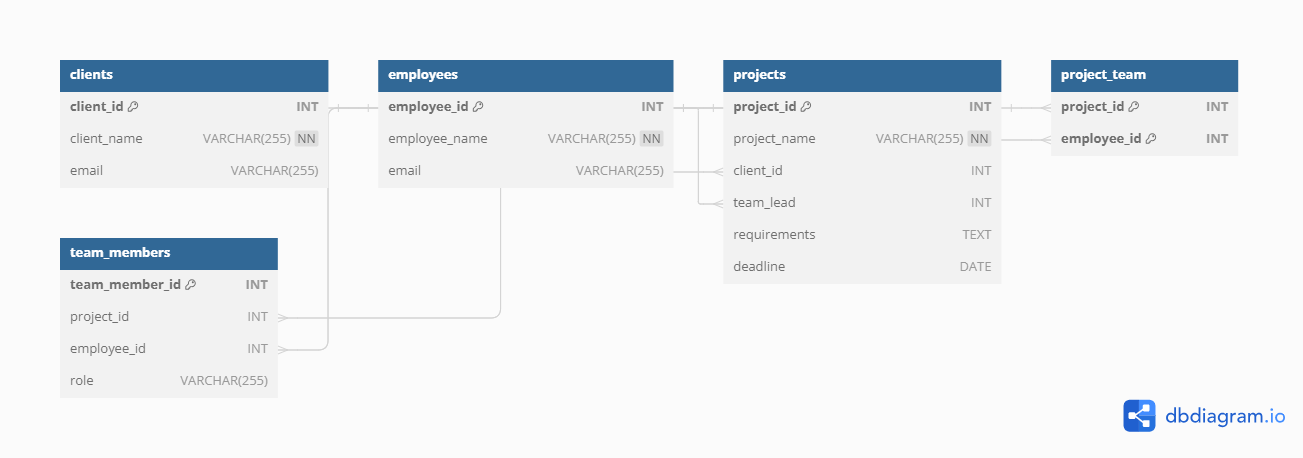 clients
client_id INT
client_name VARCHAR(255) NN
email VARCHAR(255)
employees
employee_id INT
employee_name VARCHAR(255) NN
email VARCHAR(255)
projects
project_id INT
project_name VARCHAR(255) NN
client_id INT
team_lead INT
requirements TEXT
deadline DATE
project_team
project_id INT
employee_id INT
team_members
team_member_id INT
project_id INT
employee_id INT
role VARCHAR(255)
dbdiagram.io